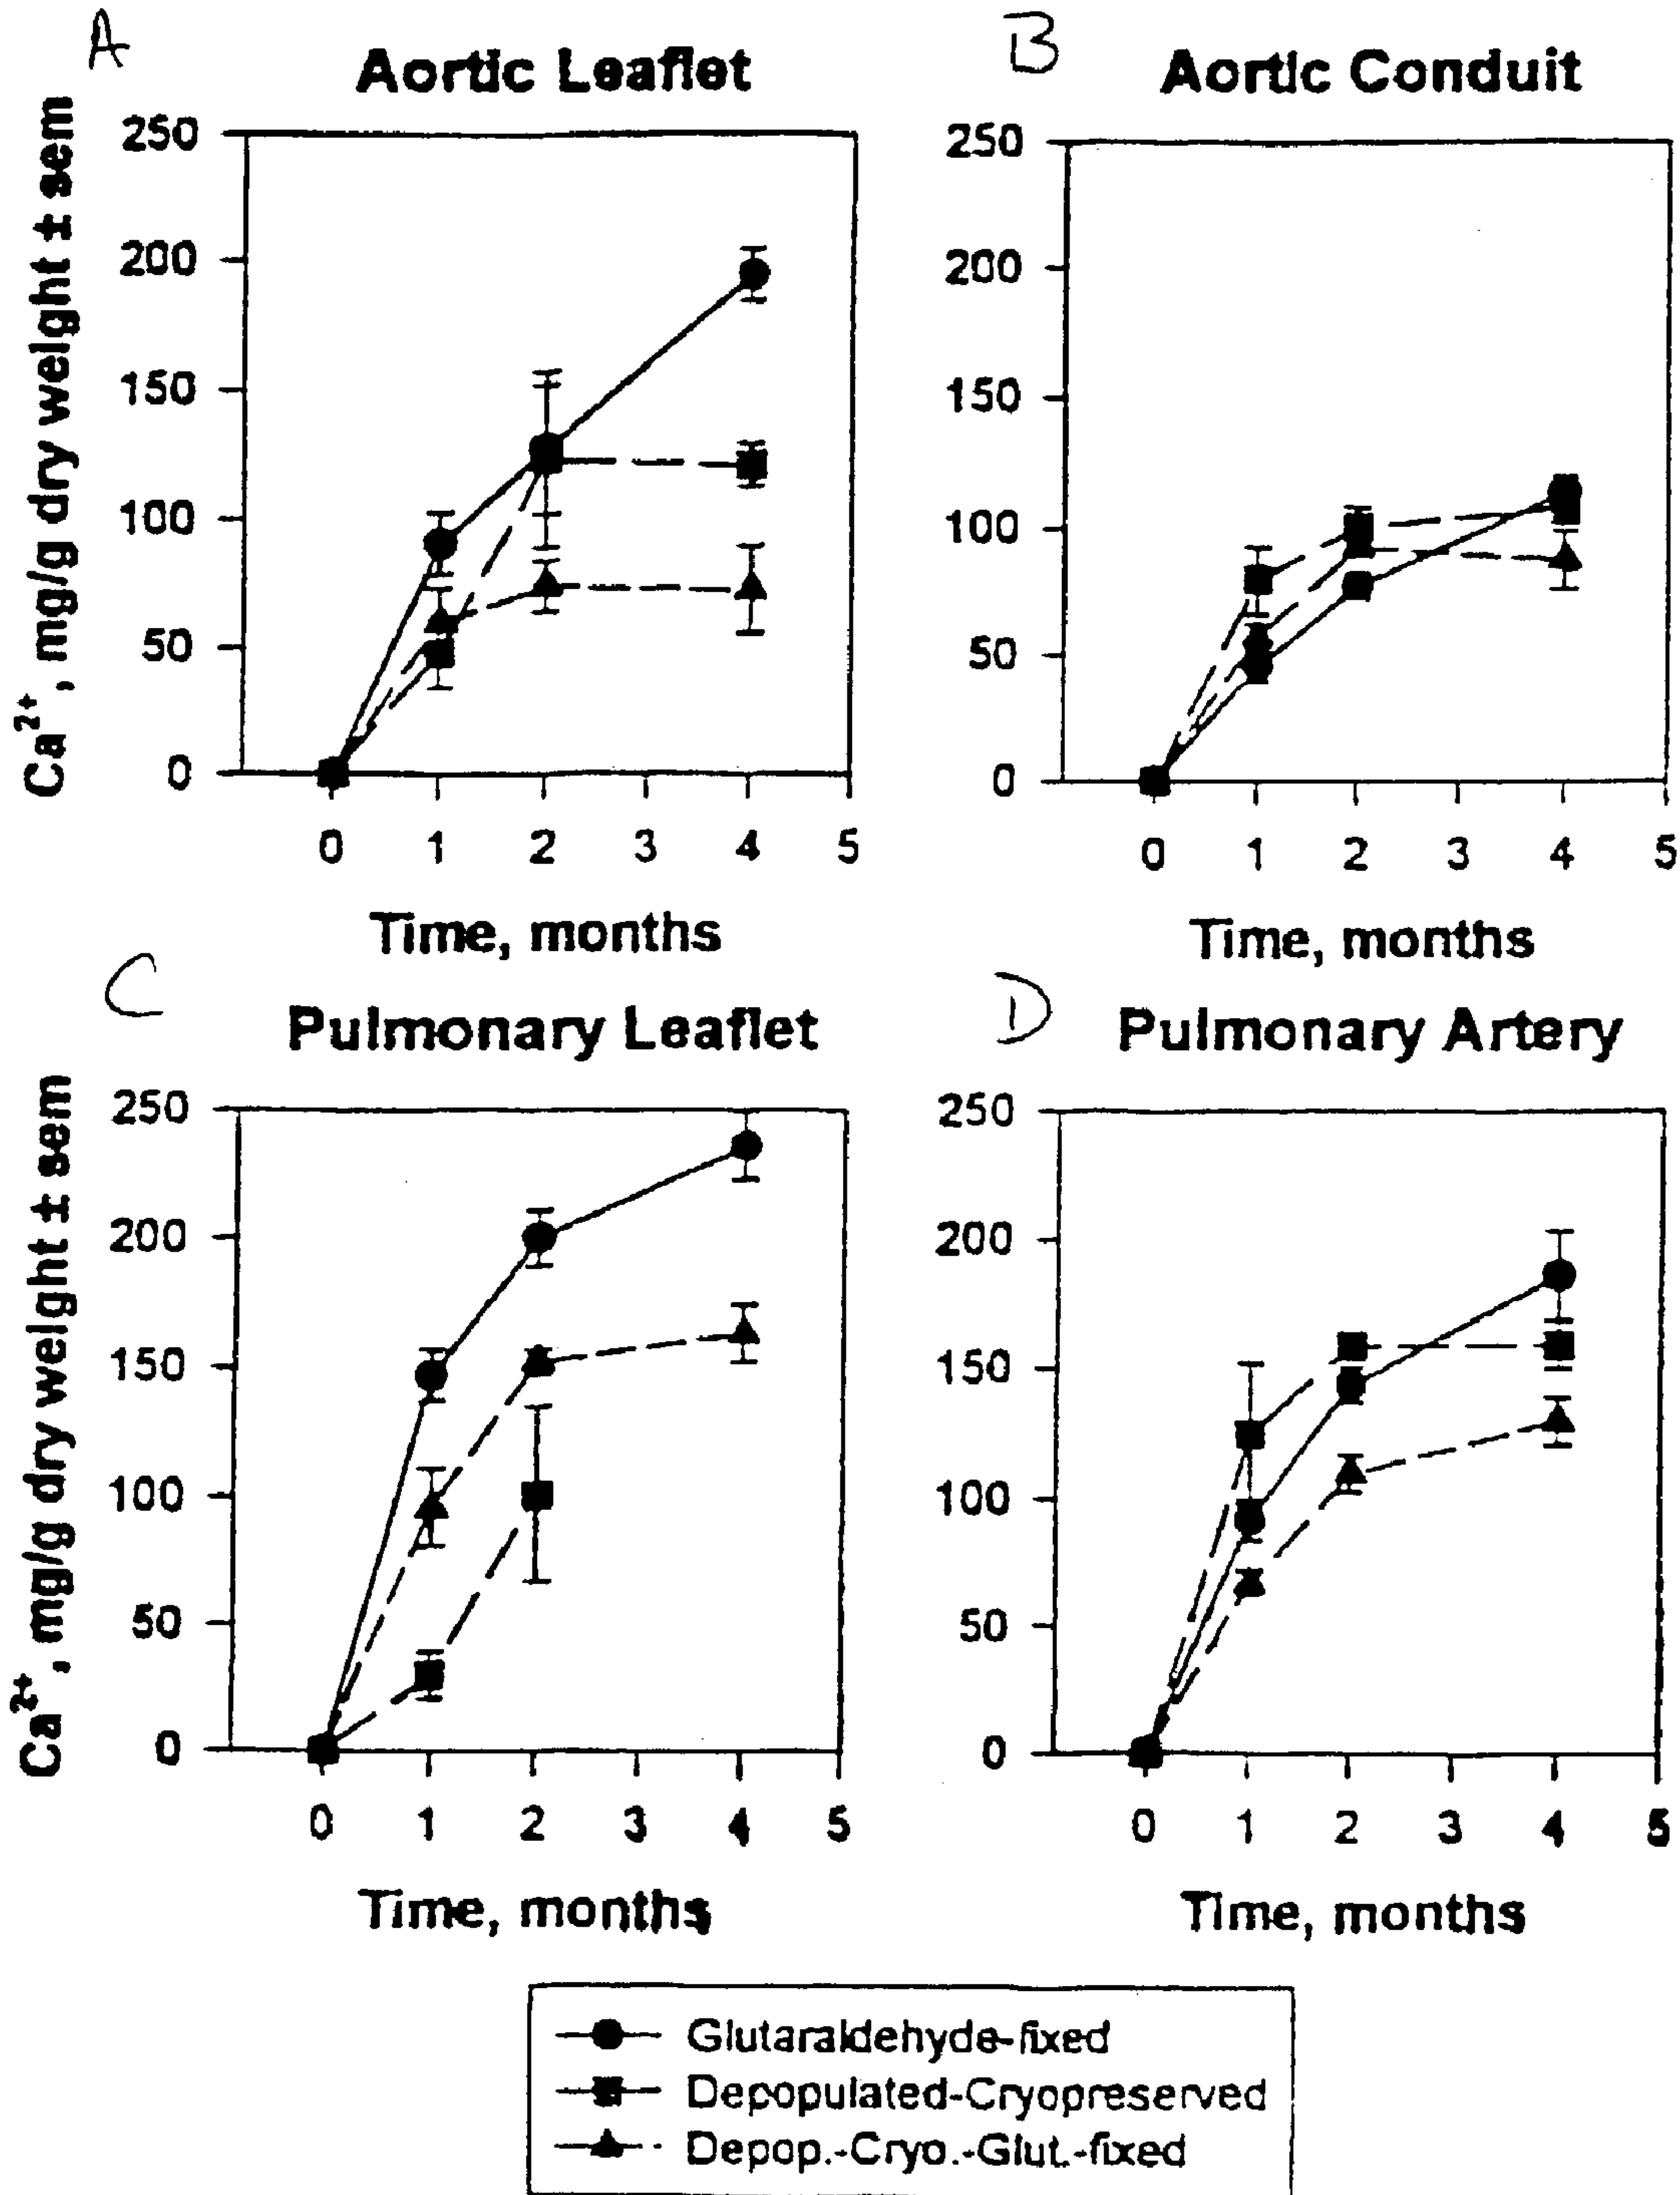 A
Aortic Leaflet
Ca²⁺, mg/g dry weight ± sem
250
200
150
100
50
0
0 1 2 3 4 5
Time, months
B
Aortic Conduit
250
200
150
100
50
0
0 1 2 3 4 5
Time, months
C
Pulmonary Leaflet
Ca²⁺, mg/g dry weight ± sem
250
200
150
100
50
0
0 1 2 3 4 5
Time, months
D
Pulmonary Artery
250
200
150
100
50
0
0 1 2 3 4 5
Time, months
Glutaraldehyde-fixed
Depopulated-Cryopreserved
Depop.-Cryo.-Glut.-fixed